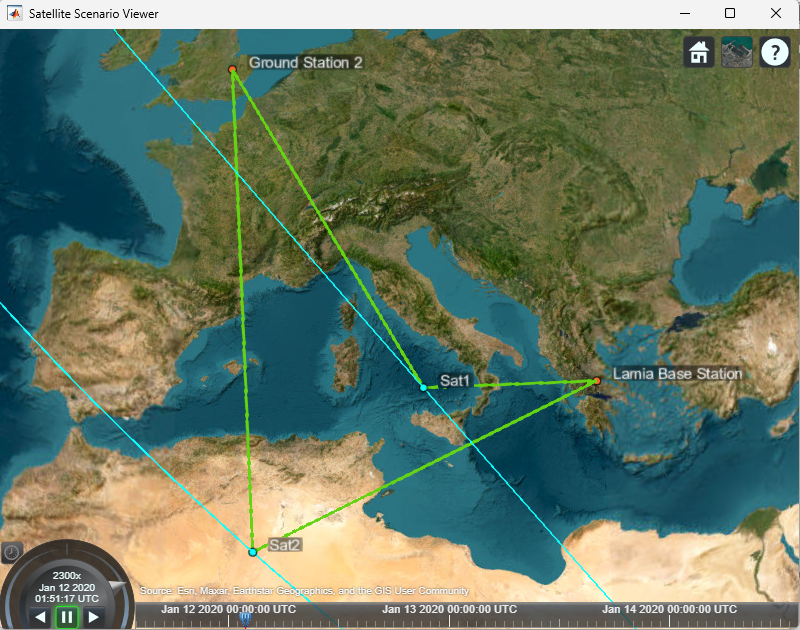 Satellite Scenario Viewer
?
Ground Station 2
Sat1
Lamia Base Station
Sat2
2300x
Jan 12 2020
01:51:17 UTC
Source: Esri, Maxar, Earthstar Geographics, and the GIS User Community
Jan 12 2020 00:00:00 UTC
Jan 13 2020 00:00:00 UTC
Jan 14 2020 00:00:00 UTC